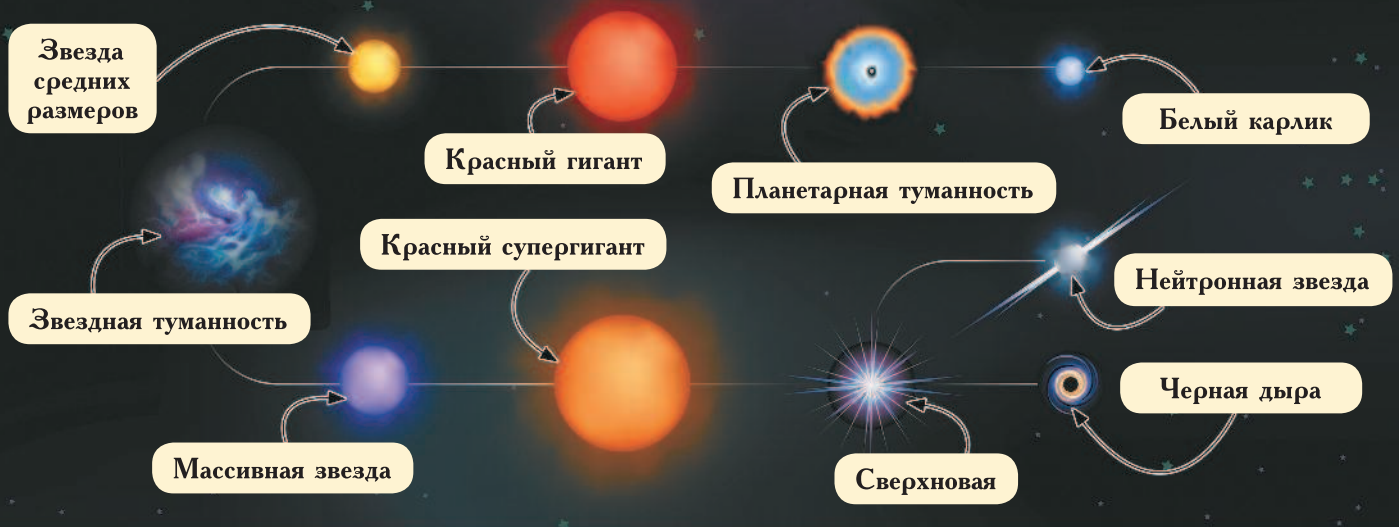 Звезда
средних
размеров
Красный гигант
Планетарная туманность
Белый карлик
Звездная туманность
Красный супергигант
Нейтронная звезда
Массивная звезда
Сверхновая
Черная дыра